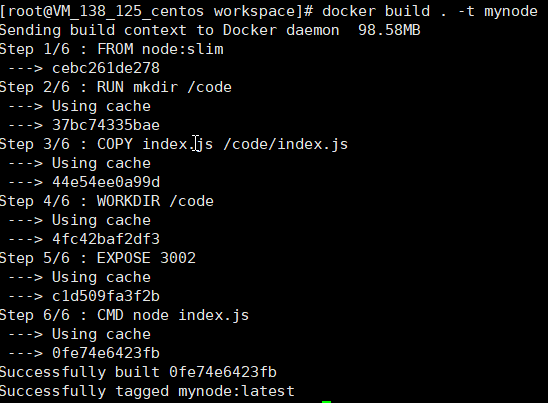 [root@VM_138_125_centos workspace]# docker build . -t mynode
Sending build context to Docker daemon  98.58MB
Step 1/6 : FROM node:slim
 ---> cebc261de278
Step 2/6 : RUN mkdir /code
 ---> Using cache
 ---> 37bc74335bae
Step 3/6 : COPY index.js /code/index.js
 ---> Using cache
 ---> 44e54ee0a99d
Step 4/6 : WORKDIR /code
 ---> Using cache
 ---> 4fc42baf2df3
Step 5/6 : EXPOSE 3002
 ---> Using cache
 ---> c1d509fa3f2b
Step 6/6 : CMD node index.js
 ---> Using cache
 ---> 0fe74e6423fb
Successfully built 0fe74e6423fb
Successfully tagged mynode:latest